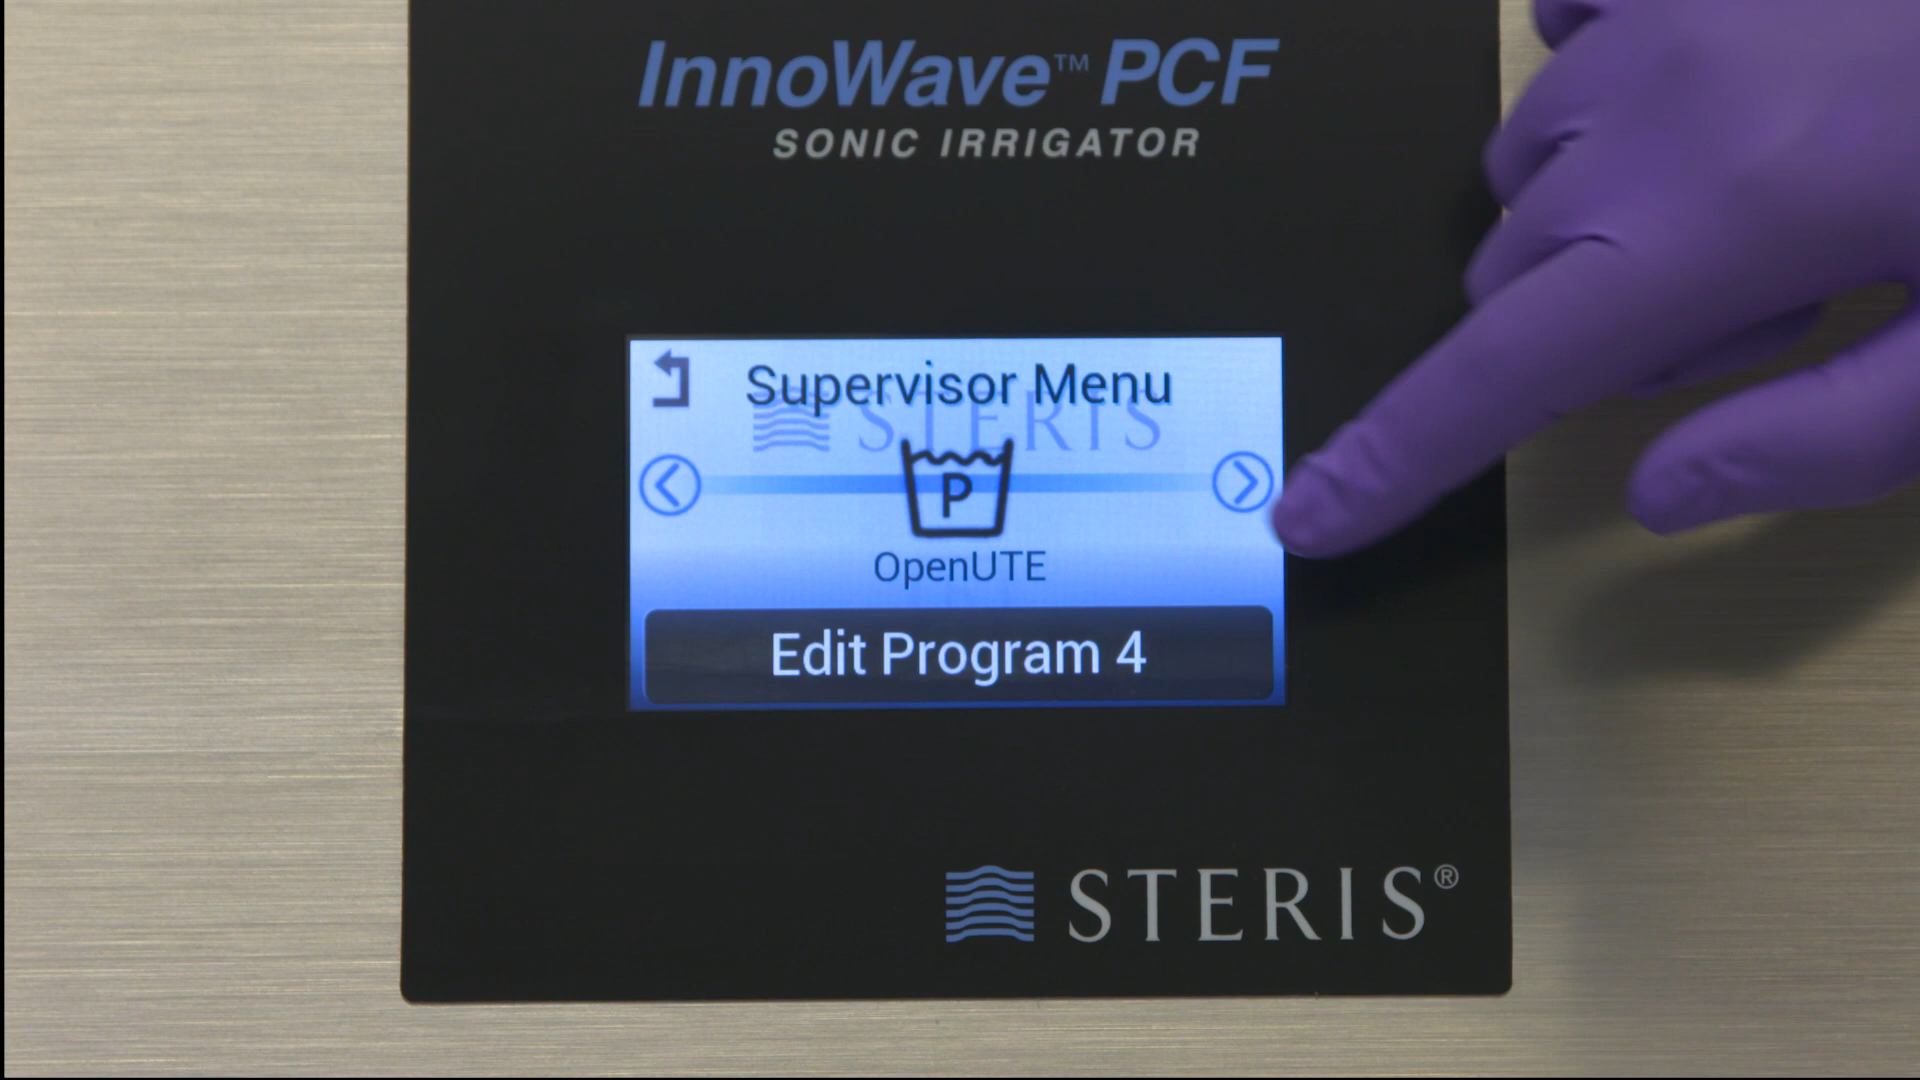 InnoWave™ PCF
SONIC IRRIGATOR
Supervisor Menu
STERIS
P
OpenUTE
Edit Program 4
STERIS®